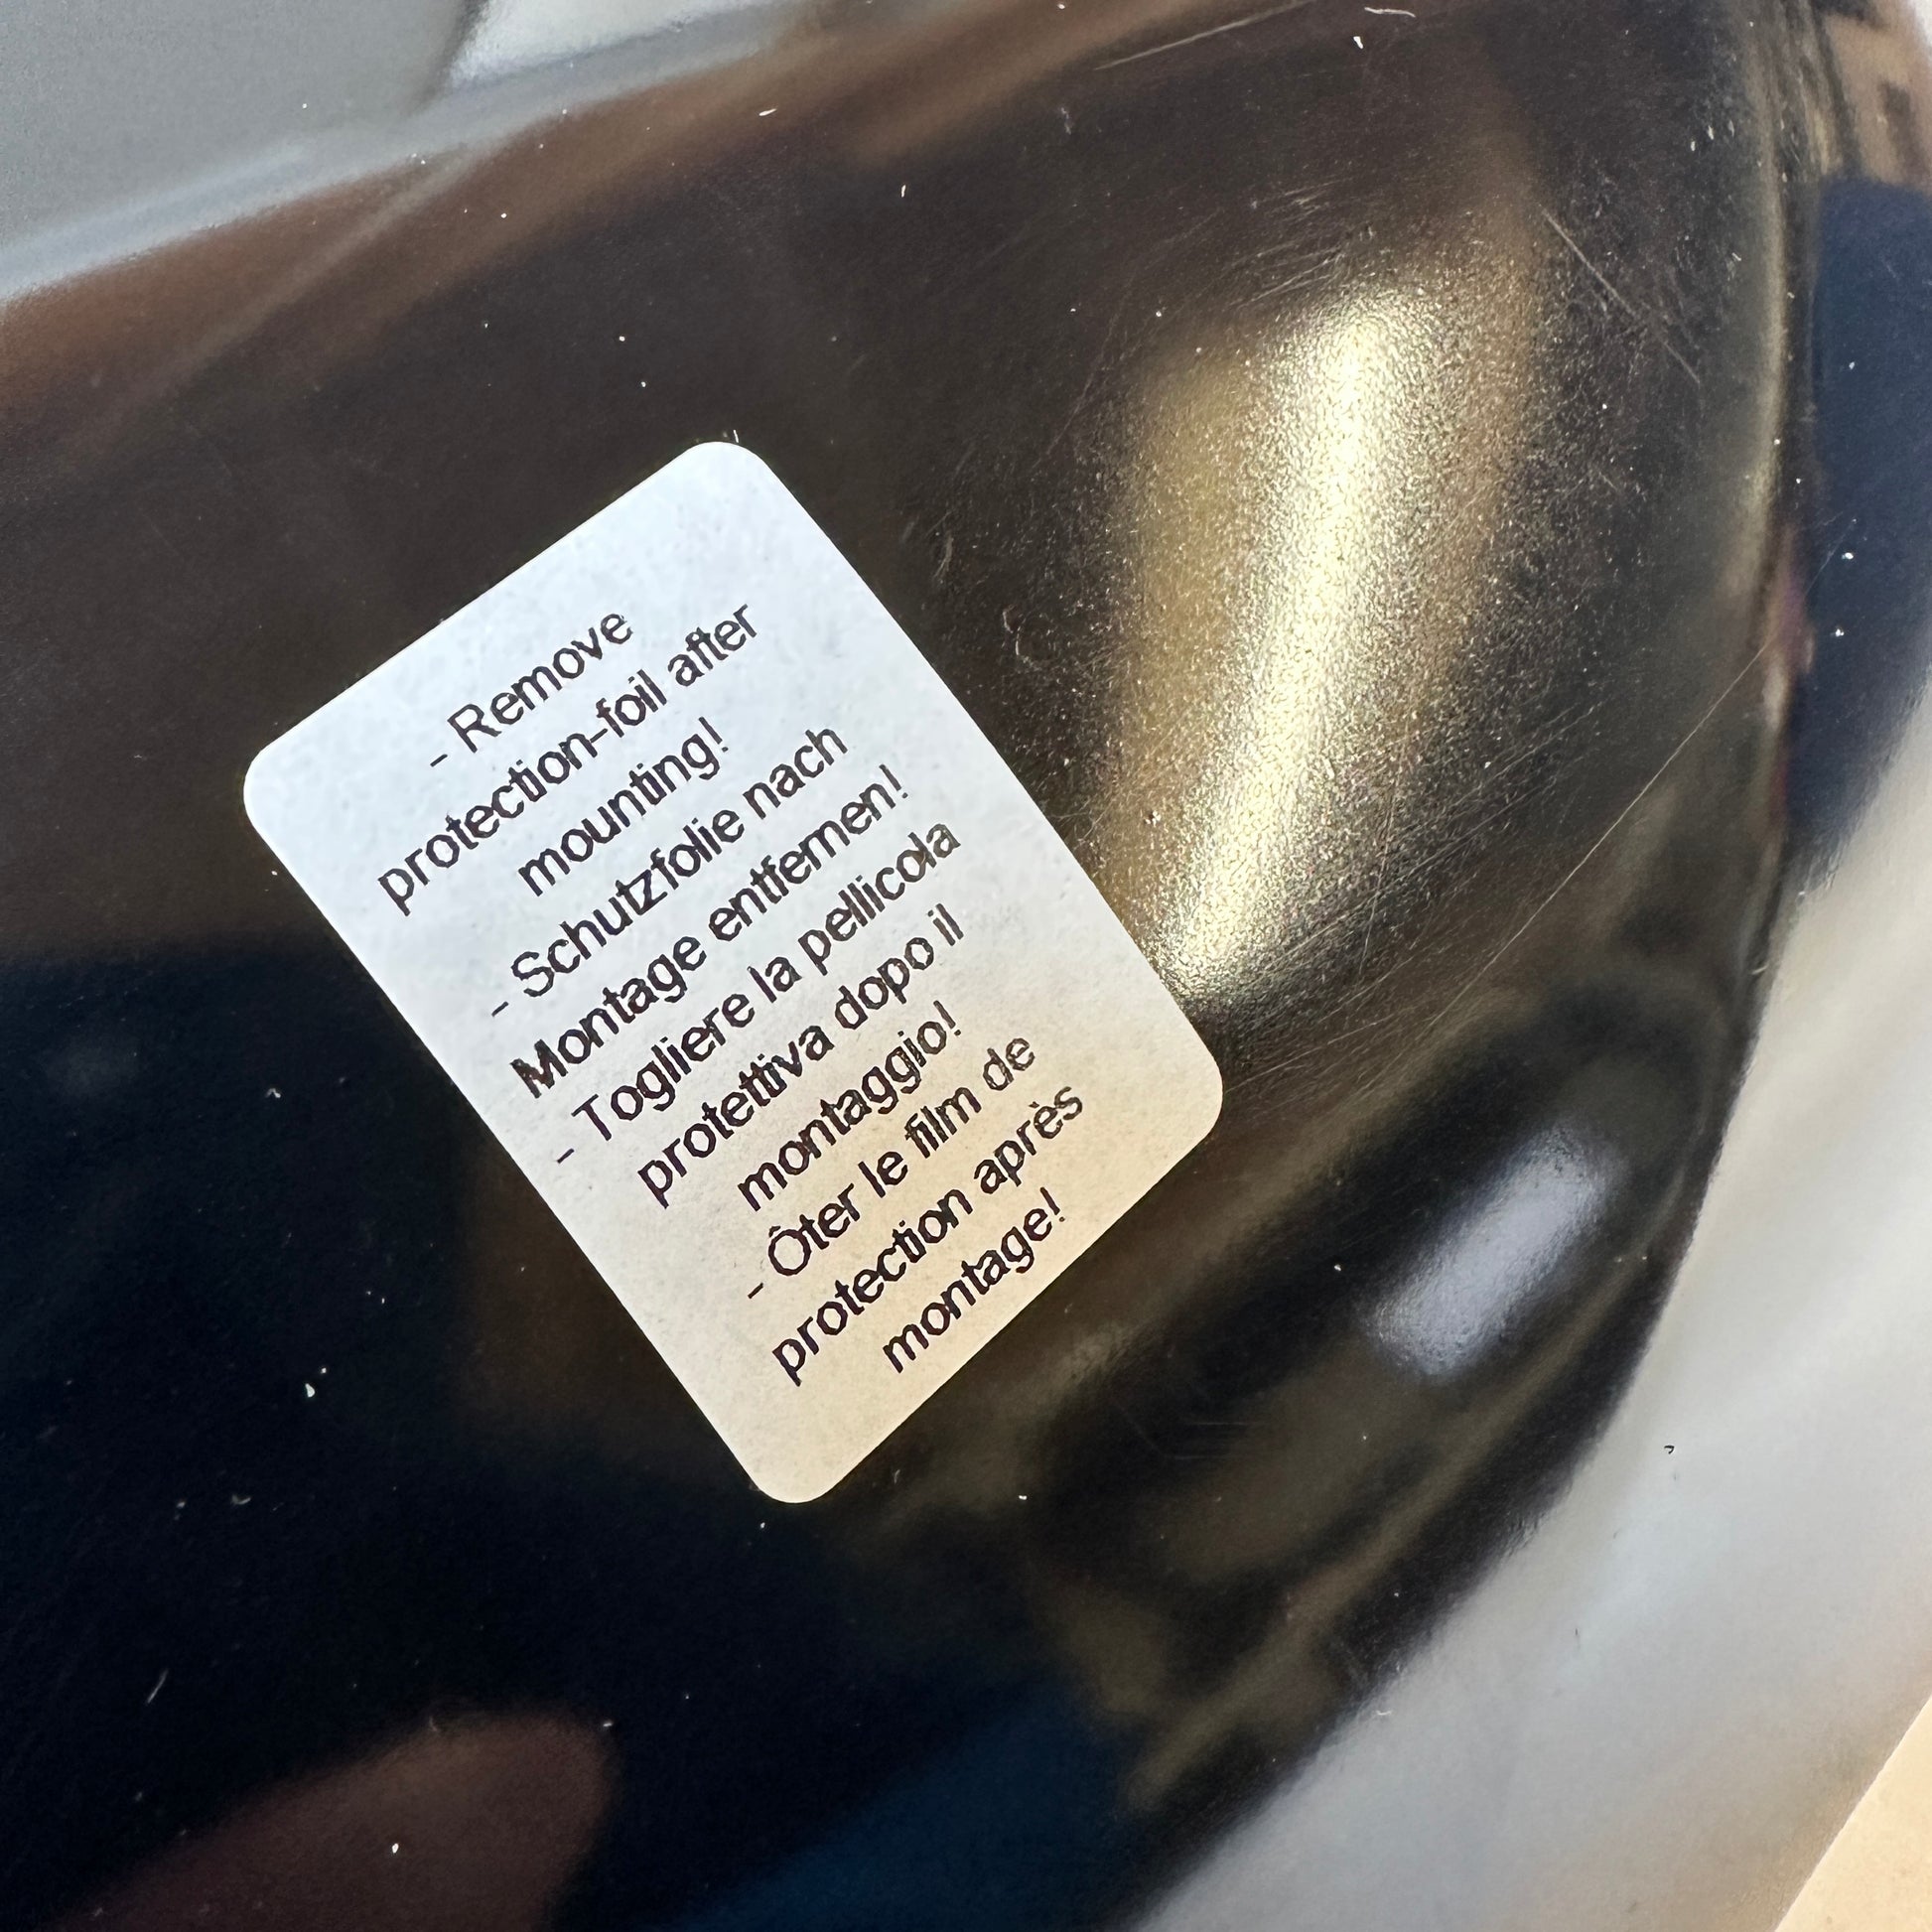 - Remove
protection-foil after
mounting!
- Schutzfolie nach
Montage entfernen!
- Togliere la pellicola
protettiva dopo il
montaggio!
- Ôter le film de
protection après
montage!